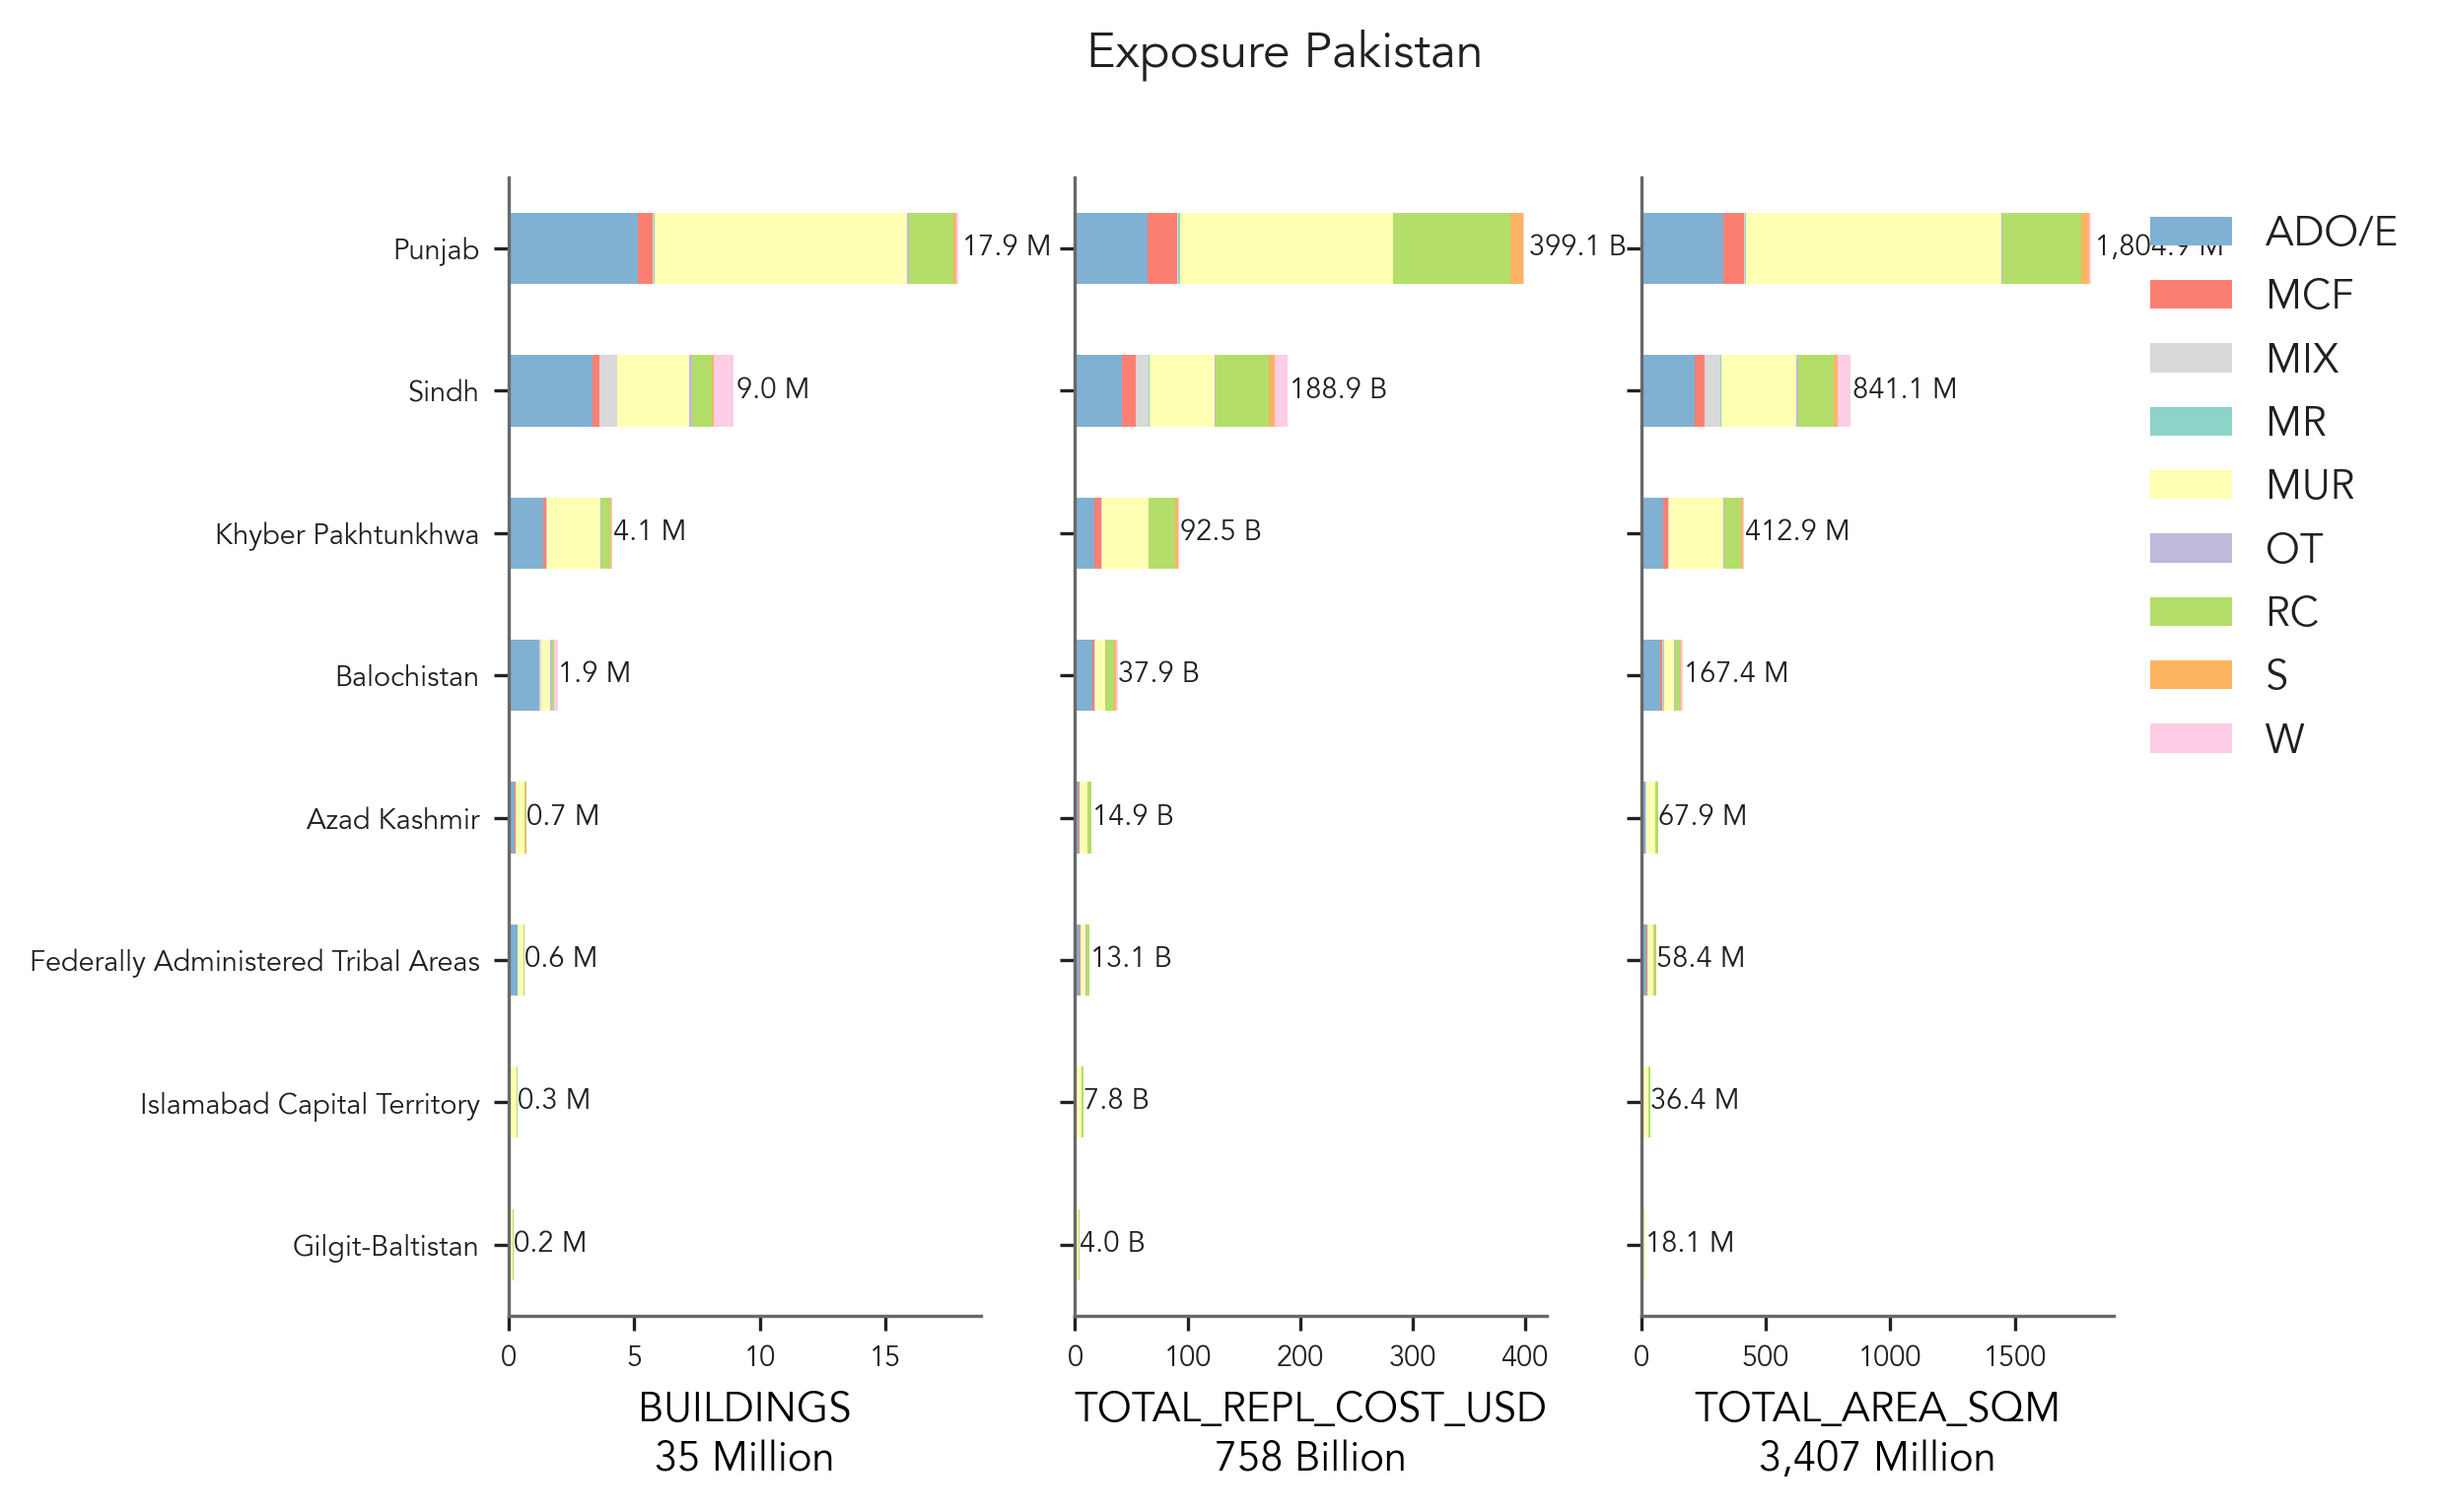 Exposure Pakistan
Punjab
Sindh
Khyber Pakhtunkhwa
Balochistan
Azad Kashmir
Federally Administered Tribal Areas
Islamabad Capital Territory
Gilgit-Baltistan
17.9 M
9.0 M
4.1 M
1.9 M
0.7 M
0.6 M
0.3 M
0.2 M
0 5 10 15
BUILDINGS
35 Million
399.1 B
188.9 B
92.5 B
37.9 B
14.9 B
13.1 B
7.8 B
4.0 B
0 100 200 300 400
TOTAL_REPL_COST_USD
758 Billion
1,804.9 M
841.1 M
412.9 M
167.4 M
67.9 M
58.4 M
36.4 M
18.1 M
0 500 1000 1500
TOTAL_AREA_SQM
3,407 Million
ADO/E
MCF
MIX
MR
MUR
OT
RC
S
W